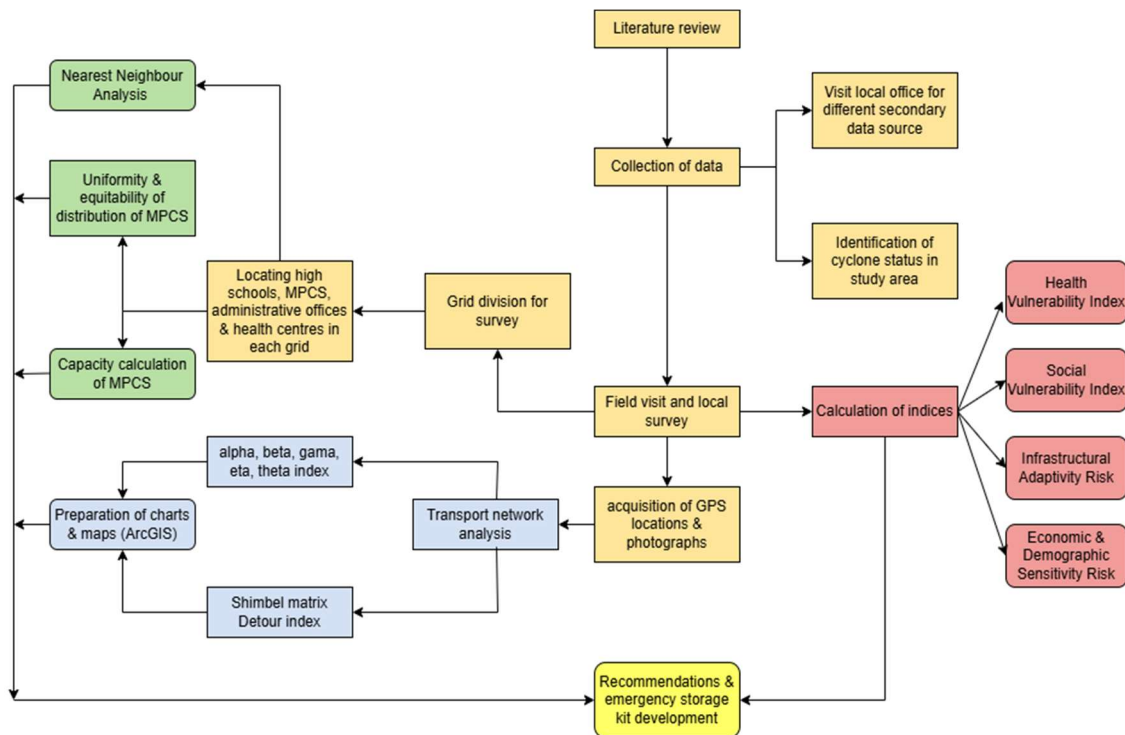 Literature review
Nearest Neighbour
Analysis
Visit local office for
different secondary
data source
Collection of data
Uniformity &
equitability of
distribution of MPCS
Identification of
cyclone status in
study area
Locating high
schools, MPCS,
administrative offices
& health centres in
each grid
Grid division for
survey
Health
Vulnerability Index
Capacity calculation
of MPCS
Field visit and local
survey
Calculation of indices
Social
Vulnerability Index
alpha, beta, gama,
eta, theta index
Infrastructural
Adaptivity Risk
Preparation of charts
& maps (ArcGIS)
Transport network
analysis
acquisition of GPS
locations &
photographs
Economic &
Demographic
Sensitivity Risk
Shimbel matrix
Detour index
Recommendations &
emergency storage
kit development